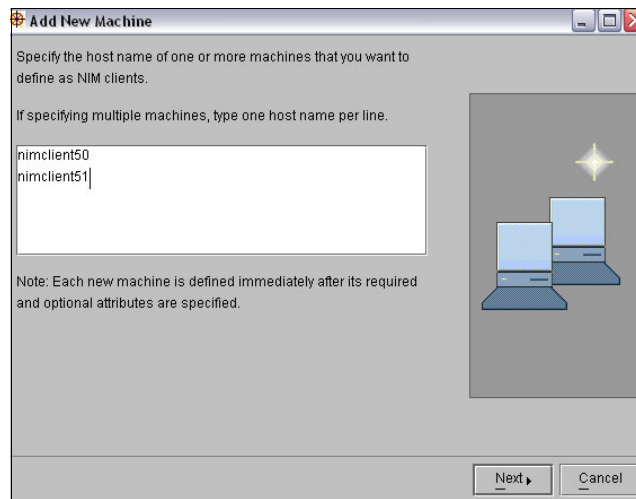 Add New Machine
Specify the host name of one or more machines that you want to
define as NIM clients.
If specifying multiple machines, type one host name per line.
nimclient50
nimclient51
Note: Each new machine is defined immediately after its required
and optional attributes are specified.
Next
Cancel